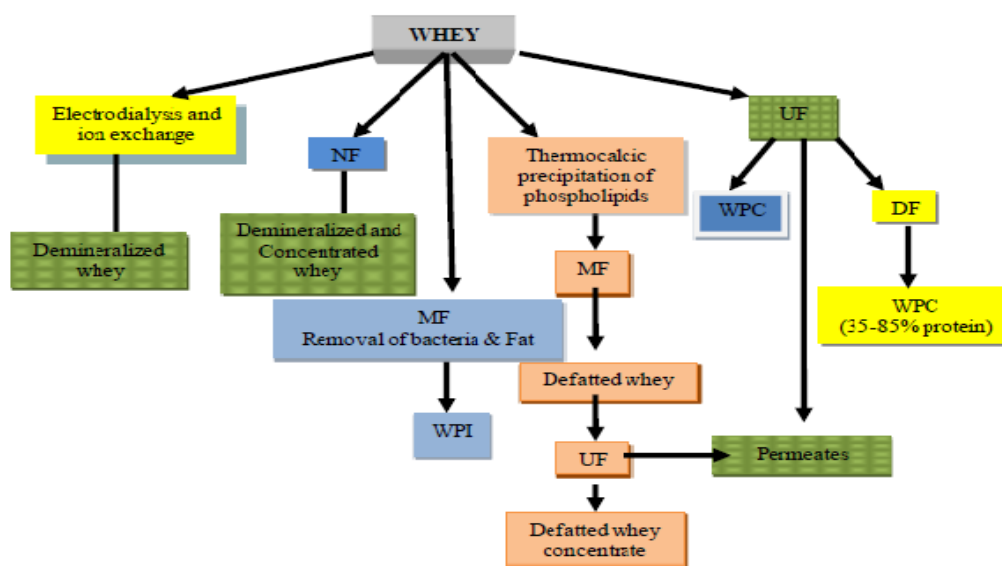 WHEY
Electrodialysis and
ion exchange
UF
NF
Thermocalcic
precipitation of
phospholipids
WPC
DF
Demineralized
whey
Demineralized and
Concentrated
whey
MF
WPC
(35-85% protein)
MF
Removal of bacteria & Fat
Defatted whey
WPI
UF
Permeates
Defatted whey
concentrate